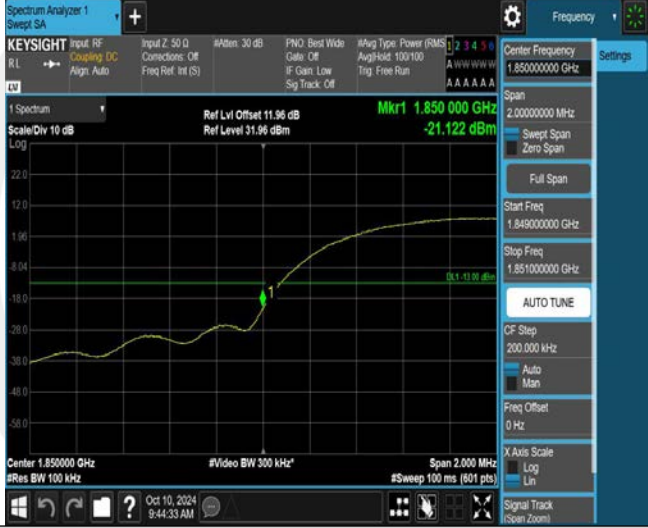 Spectrum Analyzer 1
Swept SA
+
Frequency
KEYSIGHT Input: RF Input Z: 50 Ω #Atten: 30 dB PNO: Best Wide #Avg Type: Power (RMS 1 2 3 4 5 6
RL Coupling: DC Corrections: Off Gate: Off Avg|Hold: 100/100 A W W W W W
Align: Auto Freq Ref: Int (S) IF Gain: Low Trig: Free Run
Sig Track: Off A A A A A A
1 Spectrum
Ref Lvl Offset 11.96 dB Mkr1 1.850 000 GHz
Scale/Div 10 dB Ref Level 31.96 dBm -21.122 dBm
Log
22.0
12.0
1.96
-8.04
DL1 -13.00 dBm
1
-18.0
-28.0
-38.0
-48.0
-58.0
Center 1.850000 GHz #Video BW 300 kHz* Span 2.000 MHz
#Res BW 100 kHz #Sweep 100 ms (601 pts)
?
Oct 10, 2024
9:44:33 AM
Center Frequency
1.850000000 GHz
Settings
Span
2.00000000 MHz
Swept Span
Zero Span
Full Span
Start Freq
1.849000000 GHz
Stop Freq
1.851000000 GHz
AUTO TUNE
CF Step
200.000 kHz
Auto
Man
Freq Offset
0 Hz
X Axis Scale
Log
Lin
Signal Track
(Span Zoom)